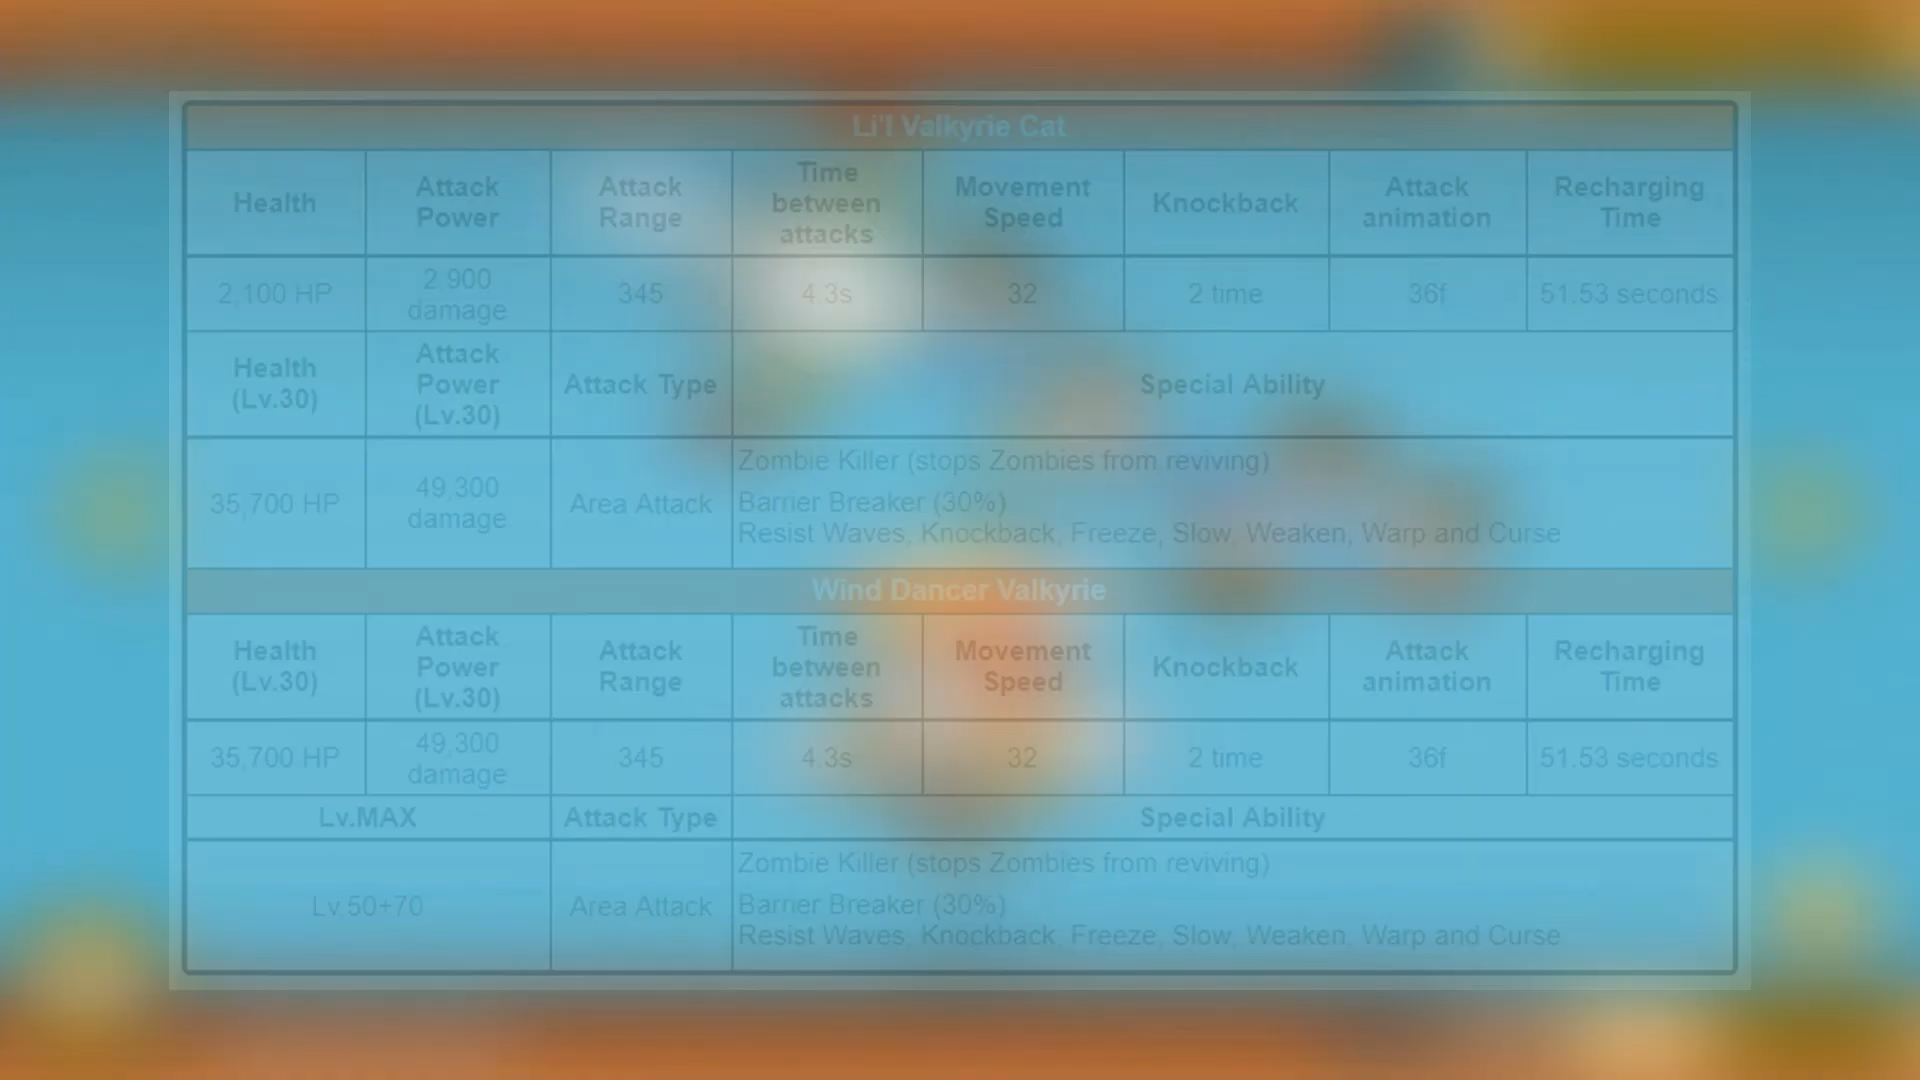 Li'l Valkyrie Cat
Health
Attack
Power
Attack
Range
Time
between
attacks
Movement
Speed
Knockback
Attack
animation
Recharging
Time
2,100 HP
2,900
damage
345
4.3s
32
2 time
36f
51.53 seconds
Health
(Lv.30)
Attack
Power
(Lv.30)
Attack Type
Special Ability
35,700 HP
49,300
damage
Area Attack
Zombie Killer (stops Zombies from reviving)
Barrier Breaker (30%)
Resist Waves, Knockback, Freeze, Slow, Weaken, Warp and Curse
Wind Dancer Valkyrie
Health
(Lv.30)
Attack
Power
(Lv.30)
Attack
Range
Time
between
attacks
Movement
Speed
Knockback
Attack
animation
Recharging
Time
35,700 HP
49,300
damage
345
4.3s
32
2 time
36f
51.53 seconds
Lv.MAX
Attack Type
Special Ability
Lv.50+70
Area Attack
Zombie Killer (stops Zombies from reviving)
Barrier Breaker (30%)
Resist Waves, Knockback, Freeze, Slow, Weaken, Warp and Curse